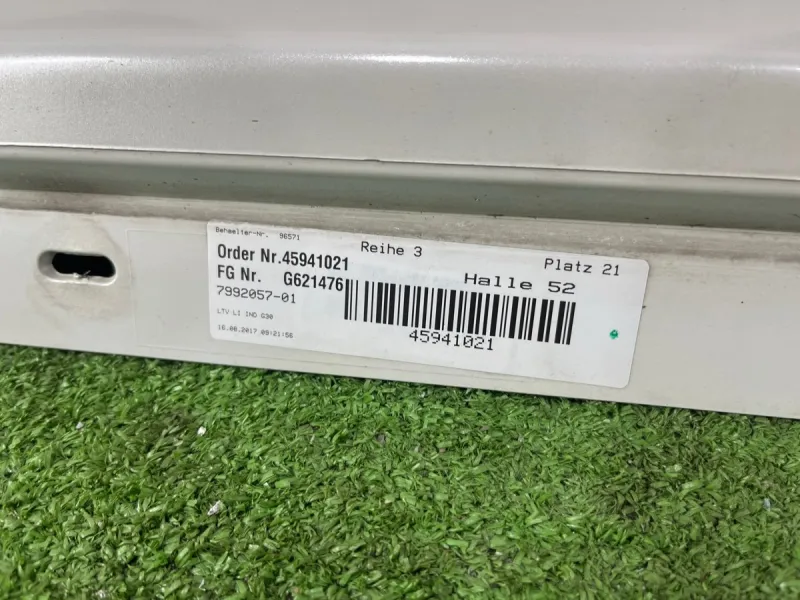 Behaelter-Nr. 96571
Reihe 3
Platz 21
Order Nr.45941021
Halle 52
FG Nr. G621476
7992057-01
45941021
LTV LI IND G30
16.08.2017 09:21:56